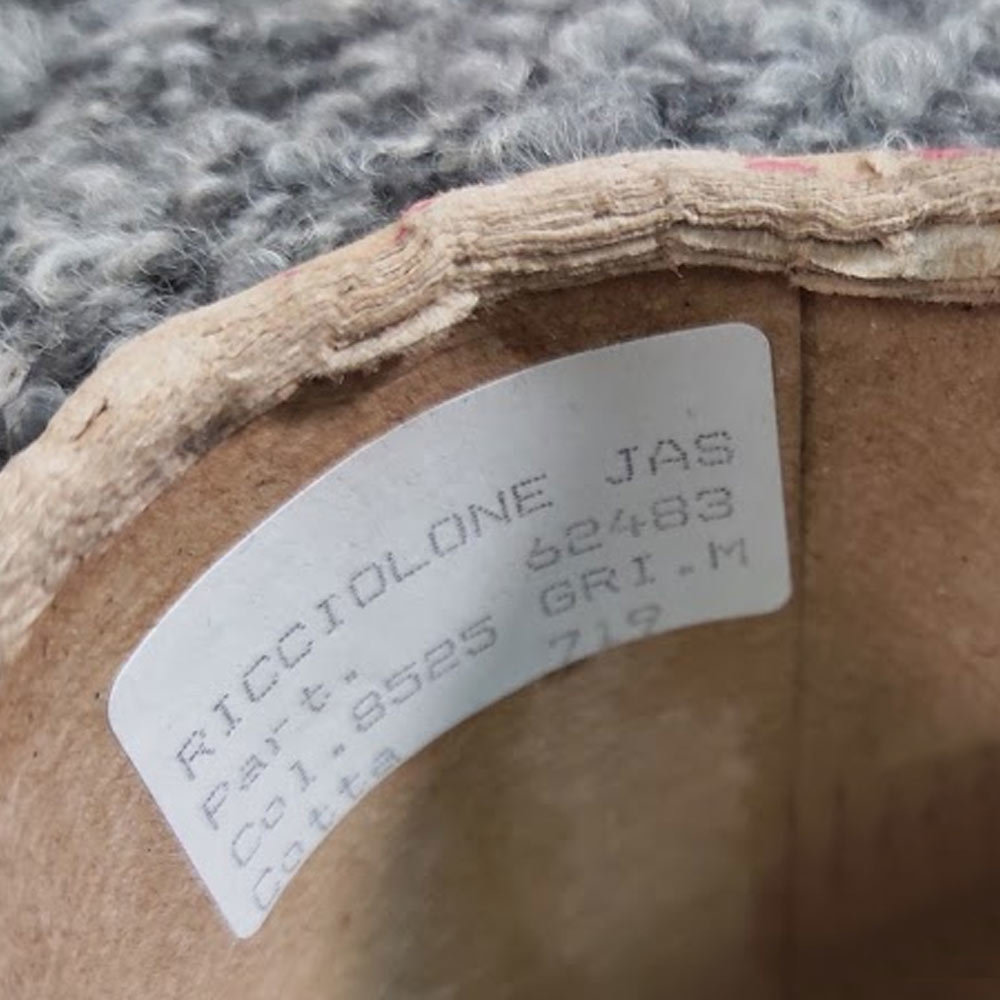 RICCIOLONE JAS
Part. 62483
Col.8525 GRI.M
Cotta 719